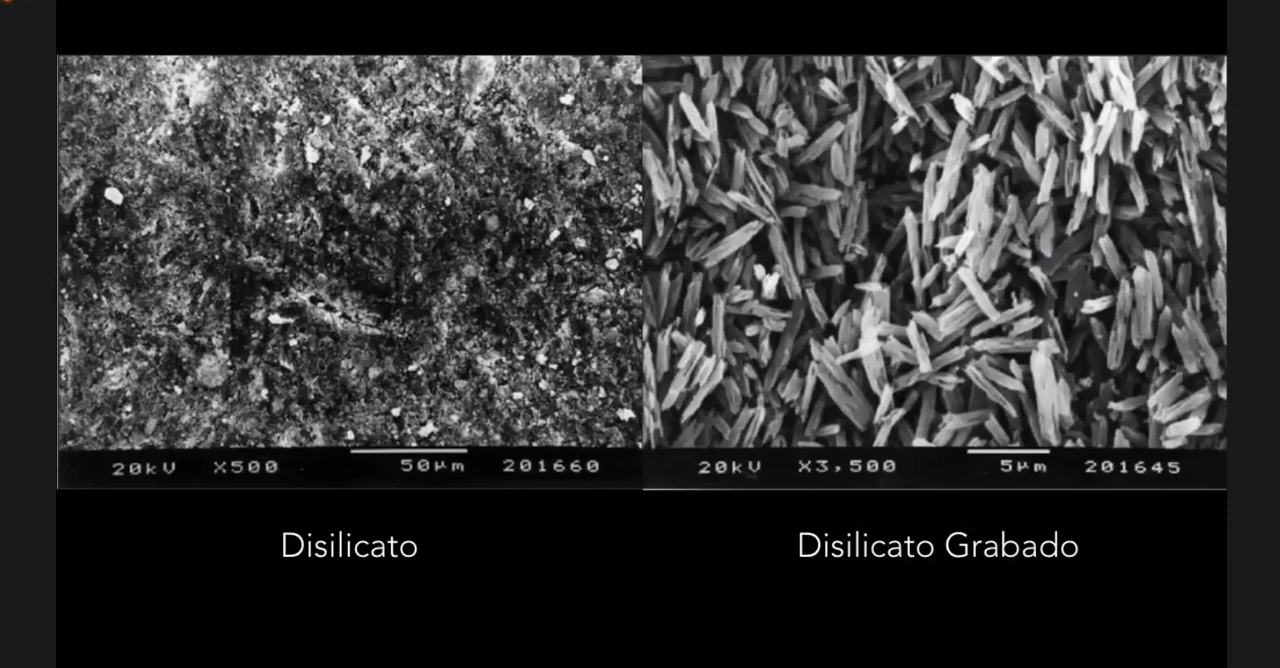 20kV X500 50µm 201660
20kV X3,500 5µm 201645
Disilicato
Disilicato Grabado